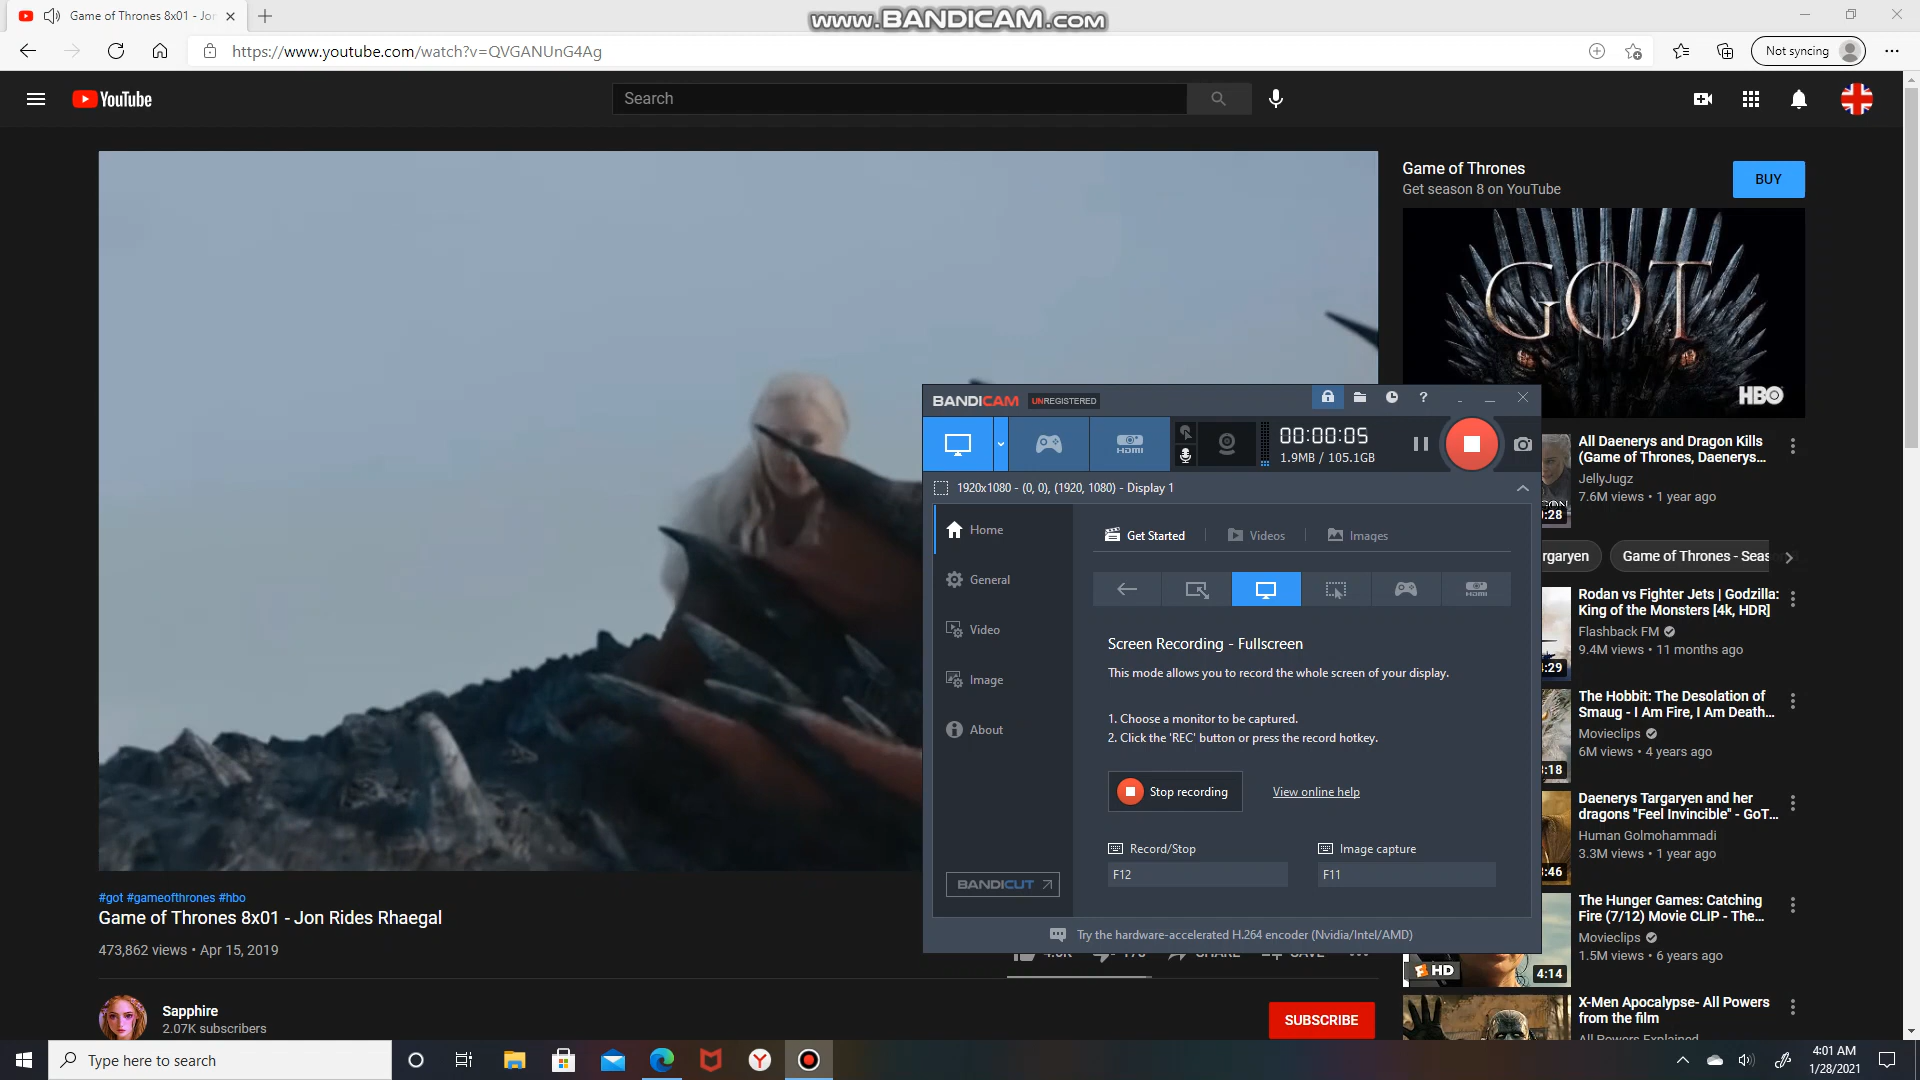 Game of Thrones 8x01 - Jo
www.BANDICAM.com
https://www.youtube.com/watch?v=QVGANUnG4Ag
Not syncing
YouTube
Search
Game of Thrones
Get season 8 on YouTube
BUY
GOT
HBO
BANDICAM UNREGISTERED
HDMI
00:00:05
1.9MB / 105.1GB
1920x1080 - (0, 0), (1920, 1080) - Display 1
Home
General
Video
Image
About
BANDICUT
Get Started
Videos
Images
HDMI
Screen Recording - Fullscreen
This mode allows you to record the whole screen of your display.
1. Choose a monitor to be captured.
2. Click the 'REC' button or press the record hotkey.
Stop recording
View online help
Record/Stop
F12
Image capture
F11
Try the hardware-accelerated H.264 encoder (Nvidia/Intel/AMD)
All Daenerys and Dragon Kills
(Game of Thrones, Daenerys...
JellyJugz
7.6M views • 1 year ago
:28
rgaryen
Game of Thrones - Seas
Rodan vs Fighter Jets | Godzilla:
King of the Monsters [4k, HDR]
Flashback FM
9.4M views • 11 months ago
:29
The Hobbit: The Desolation of
Smaug - I Am Fire, I Am Death...
Movieclips
6M views • 4 years ago
:18
Daenerys Targaryen and her
dragons "Feel Invincible" - GoT...
Human Golmohammadi
3.3M views • 1 year ago
:46
The Hunger Games: Catching
Fire (7/12) Movie CLIP - The...
Movieclips
1.5M views • 6 years ago
HD
4:14
X-Men Apocalypse- All Powers
from the film
All Powers Explained
#got #gameofthrones #hbo
Game of Thrones 8x01 - Jon Rides Rhaegal
473,862 views • Apr 15, 2019
SHARE
SAVE
Sapphire
2.07K subscribers
SUBSCRIBE
Type here to search
4:01 AM
1/28/2021